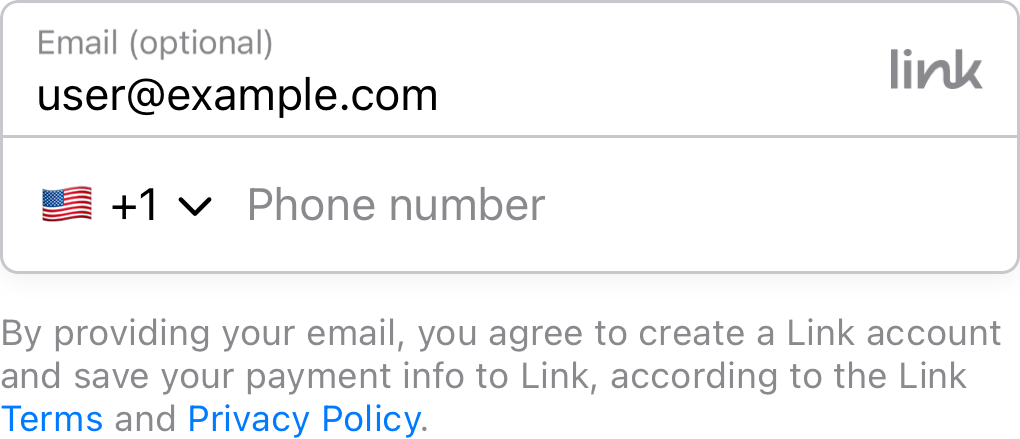 Email (optional)
user@example.com
link
+1 Phone number
By providing your email, you agree to create a Link account
and save your payment info to Link, according to the Link
Terms and Privacy Policy.